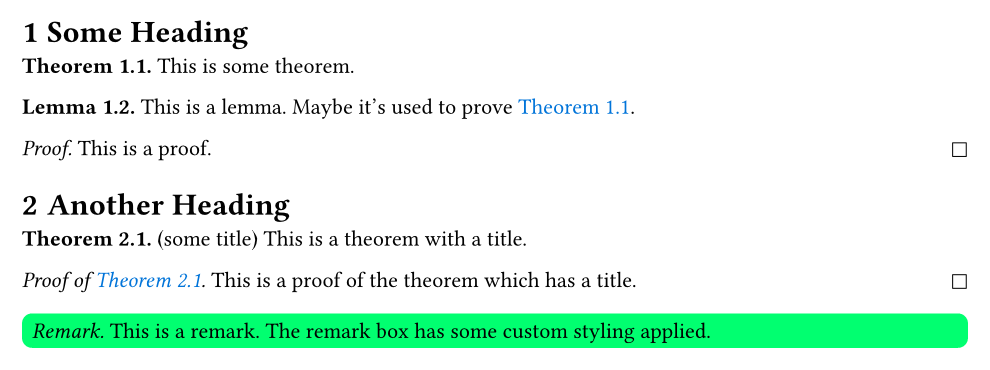 1 Some Heading
Theorem 1.1. This is some theorem.
Lemma 1.2. This is a lemma. Maybe it’s used to prove Theorem 1.1.
Proof. This is a proof. □
2 Another Heading
Theorem 2.1. (some title) This is a theorem with a title.
Proof of Theorem 2.1. This is a proof of the theorem which has a title. □
Remark. This is a remark. The remark box has some custom styling applied.